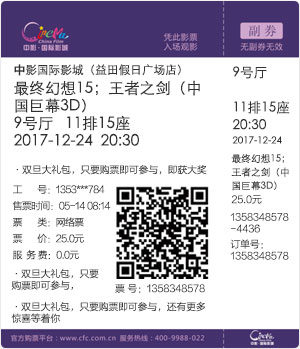 CineVa
China Film
中影·国际影城
凭此影票
入场观影
副 券
无副券无效
中影国际影城（益田假日广场店）
最终幻想15；王者之剑（中
国巨幕3D）
9号厅 11排15座
2017-12-24 20:30
·双旦大礼包，只要购票即可参与，即获大奖
工 号：1353***784
售票时间：05-14 08:14
票 类：网络票
票 价：25.0元
服 务 费：0.0元
·双旦大礼包，只要
购票即可参与，
票 号：1358348578
·双旦大礼包，只要购票即可参与，还有更多
惊喜等着你
9号厅
11排15座
20:30
2017-12-24
最终幻想15；
王者之剑（中
国巨幕3D）
25.0元
1358348578
-4436
订单号：
1358348578
官方购票平台：www.cfc.com.cn 服务热线：400-9988-022
中影·国际影城